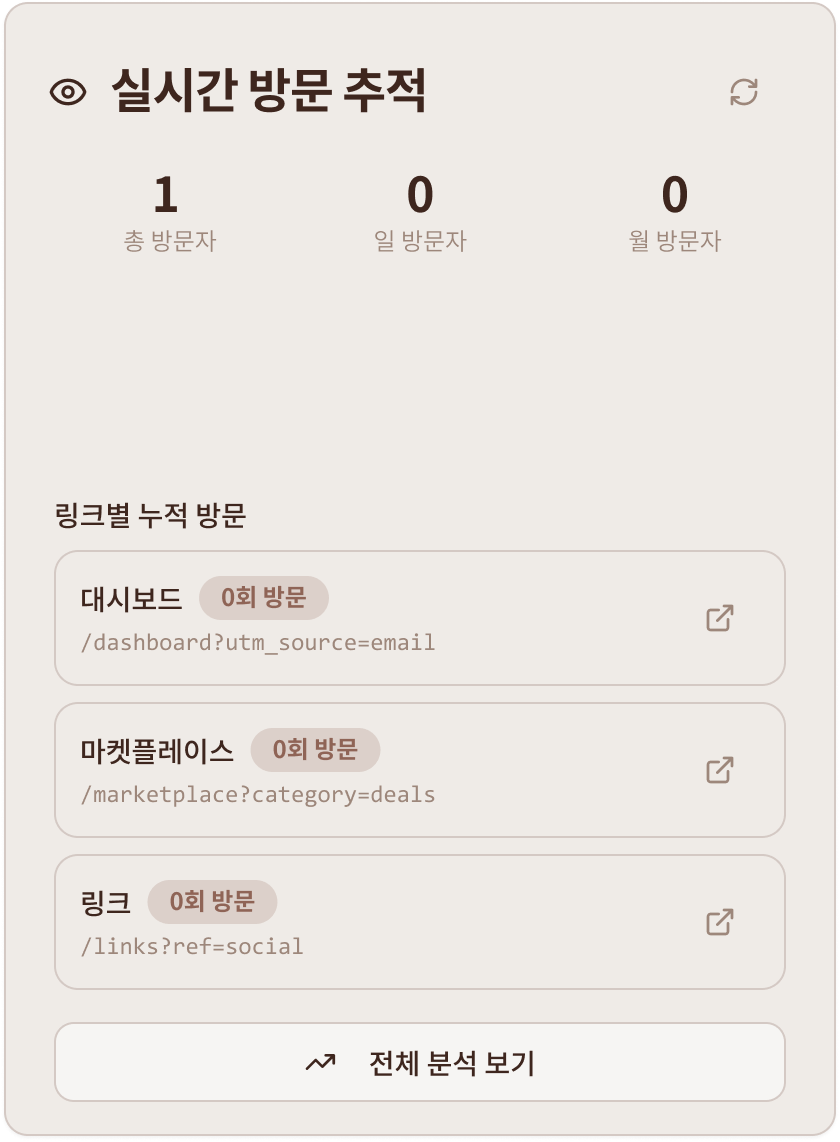 실시간 방문 추적
1
총 방문자
0
일 방문자
0
월 방문자
링크별 누적 방문
대시보드 0회 방문
/dashboard?utm_source=email
마켓플레이스 0회 방문
/marketplace?category=deals
링크 0회 방문
/links?ref=social
전체 분석 보기